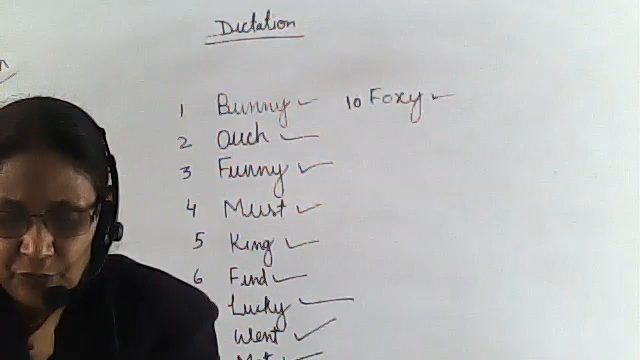 Dictation
1 Bunny 10 Foxy
2 Ouch
3 Funny
4 Must
5 King
6 Find
Lucky
Went